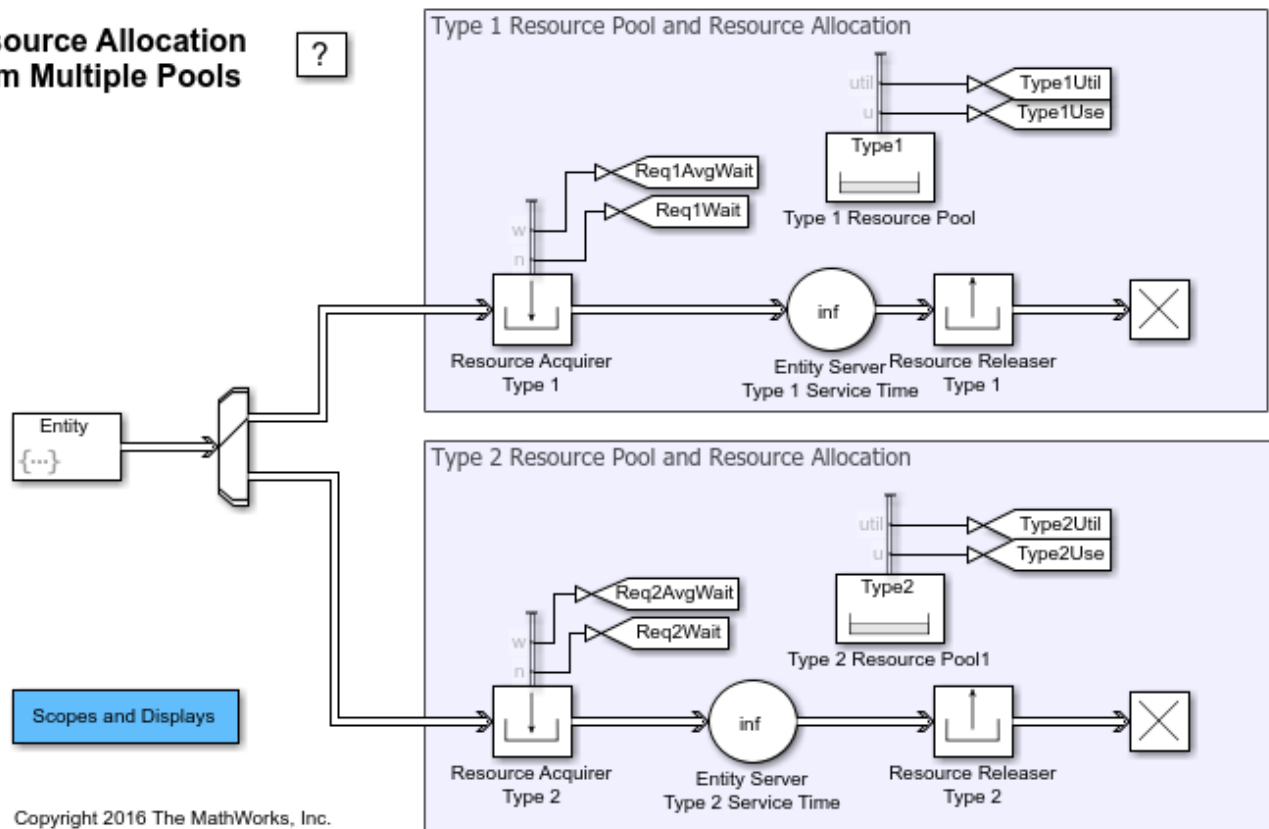 source Allocation
m Multiple Pools
?
Type 1 Resource Pool and Resource Allocation
util
Type1Util
u
Type1Use
Type1
Type 1 Resource Pool
Req1AvgWait
Req1Wait
w
n
inf
Resource Acquirer
Type 1
Entity Server
Type 1 Service Time
Resource Releaser
Type 1
Entity
{...}
Type 2 Resource Pool and Resource Allocation
util
Type2Util
u
Type2Use
Type2
Type 2 Resource Pool1
Req2AvgWait
Req2Wait
w
n
inf
Resource Acquirer
Type 2
Entity Server
Type 2 Service Time
Resource Releaser
Type 2
Scopes and Displays
Copyright 2016 The MathWorks, Inc.